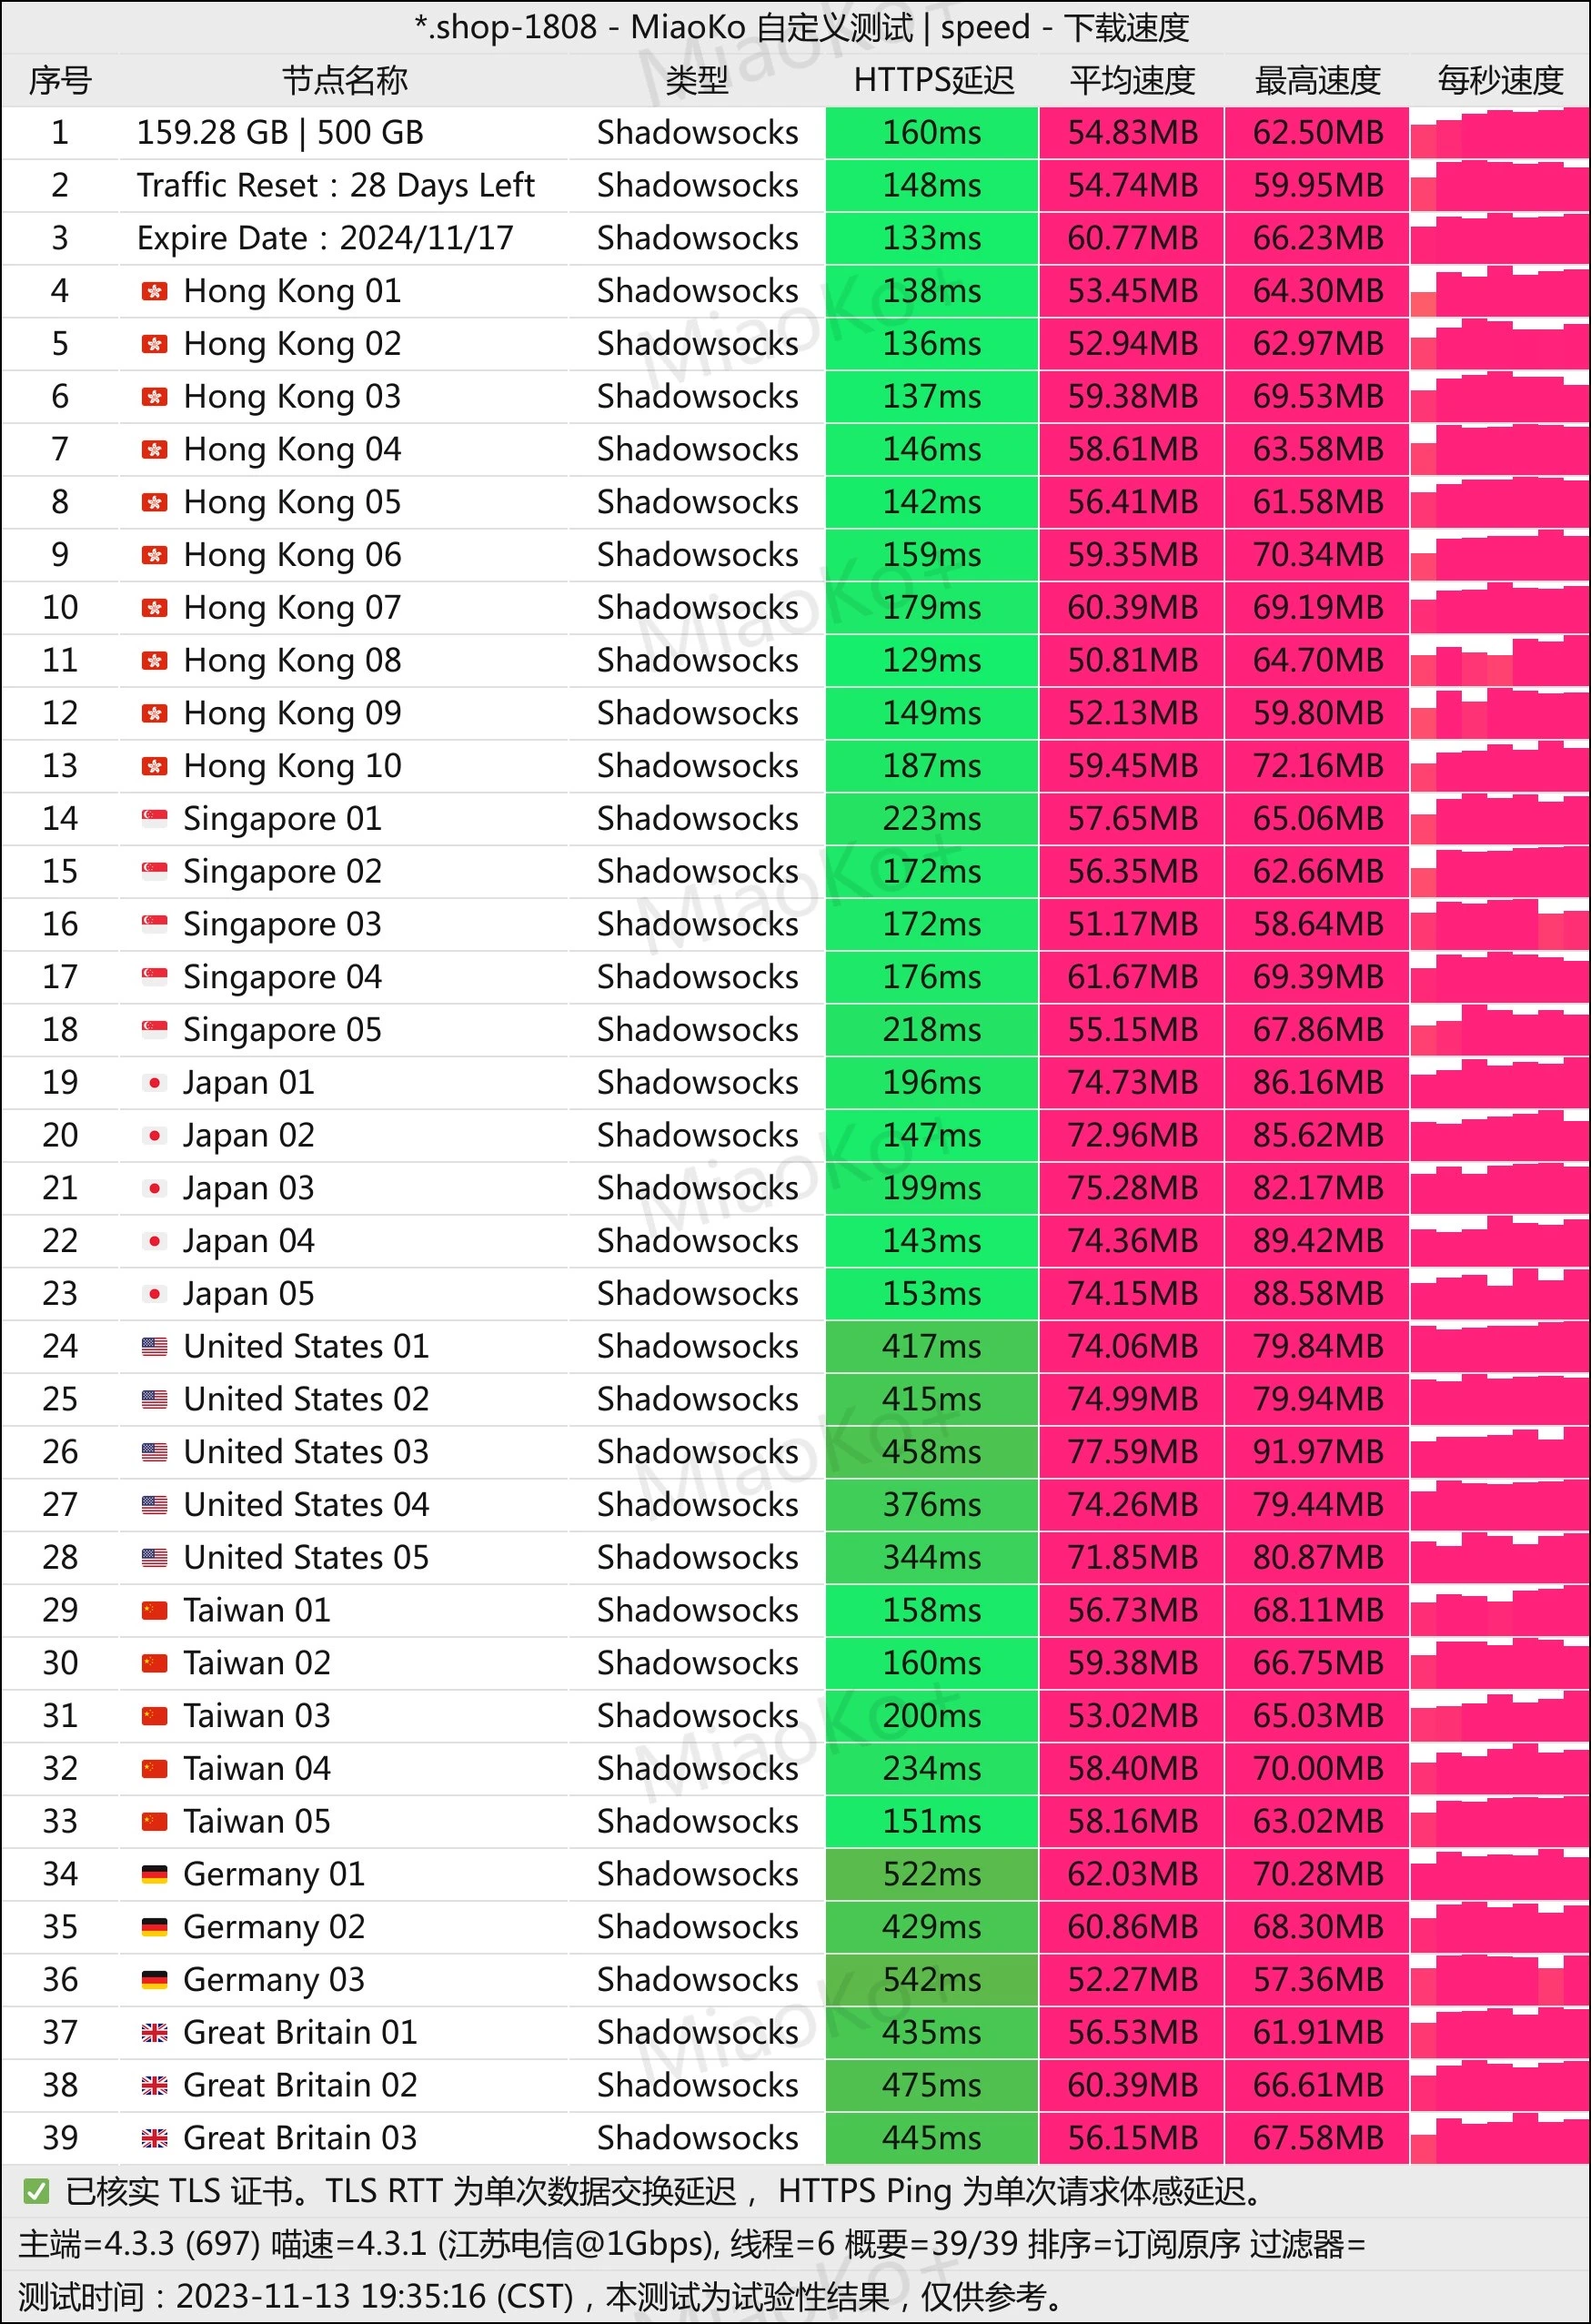 *.shop-1808 - MiaoKo 自定义测试 | speed - 下载速度
序号 节点名称 类型 HTTPS延迟 平均速度 最高速度 每秒速度
1 159.28 GB | 500 GB Shadowsocks 160ms 54.83MB 62.50MB
2 Traffic Reset : 28 Days Left Shadowsocks 148ms 54.74MB 59.95MB
3 Expire Date : 2024/11/17 Shadowsocks 133ms 60.77MB 66.23MB
4 Hong Kong 01 Shadowsocks 138ms 53.45MB 64.30MB
5 Hong Kong 02 Shadowsocks 136ms 52.94MB 62.97MB
6 Hong Kong 03 Shadowsocks 137ms 59.38MB 69.53MB
7 Hong Kong 04 Shadowsocks 146ms 58.61MB 63.58MB
8 Hong Kong 05 Shadowsocks 142ms 56.41MB 61.58MB
9 Hong Kong 06 Shadowsocks 159ms 59.35MB 70.34MB
10 Hong Kong 07 Shadowsocks 179ms 60.39MB 69.19MB
11 Hong Kong 08 Shadowsocks 129ms 50.81MB 64.70MB
12 Hong Kong 09 Shadowsocks 149ms 52.13MB 59.80MB
13 Hong Kong 10 Shadowsocks 187ms 59.45MB 72.16MB
14 Singapore 01 Shadowsocks 223ms 57.65MB 65.06MB
15 Singapore 02 Shadowsocks 172ms 56.35MB 62.66MB
16 Singapore 03 Shadowsocks 172ms 51.17MB 58.64MB
17 Singapore 04 Shadowsocks 176ms 61.67MB 69.39MB
18 Singapore 05 Shadowsocks 218ms 55.15MB 67.86MB
19 Japan 01 Shadowsocks 196ms 74.73MB 86.16MB
20 Japan 02 Shadowsocks 147ms 72.96MB 85.62MB
21 Japan 03 Shadowsocks 199ms 75.28MB 82.17MB
22 Japan 04 Shadowsocks 143ms 74.36MB 89.42MB
23 Japan 05 Shadowsocks 153ms 74.15MB 88.58MB
24 United States 01 Shadowsocks 417ms 74.06MB 79.84MB
25 United States 02 Shadowsocks 415ms 74.99MB 79.94MB
26 United States 03 Shadowsocks 458ms 77.59MB 91.97MB
27 United States 04 Shadowsocks 376ms 74.26MB 79.44MB
28 United States 05 Shadowsocks 344ms 71.85MB 80.87MB
29 Taiwan 01 Shadowsocks 158ms 56.73MB 68.11MB
30 Taiwan 02 Shadowsocks 160ms 59.38MB 66.75MB
31 Taiwan 03 Shadowsocks 200ms 53.02MB 65.03MB
32 Taiwan 04 Shadowsocks 234ms 58.40MB 70.00MB
33 Taiwan 05 Shadowsocks 151ms 58.16MB 63.02MB
34 Germany 01 Shadowsocks 522ms 62.03MB 70.28MB
35 Germany 02 Shadowsocks 429ms 60.86MB 68.30MB
36 Germany 03 Shadowsocks 542ms 52.27MB 57.36MB
37 Great Britain 01 Shadowsocks 435ms 56.53MB 61.91MB
38 Great Britain 02 Shadowsocks 475ms 60.39MB 66.61MB
39 Great Britain 03 Shadowsocks 445ms 56.15MB 67.58MB
✅ 已核实 TLS 证书。TLS RTT 为单次数据交换延迟， HTTPS Ping 为单次请求体感延迟。
主端=4.3.3 (697) 喵速=4.3.1 (江苏电信@1Gbps), 线程=6 概要=39/39 排序=订阅原序 过滤器=
测试时间：2023-11-13 19:35:16 (CST)，本测试为试验性结果，仅供参考。
MiaoKo+